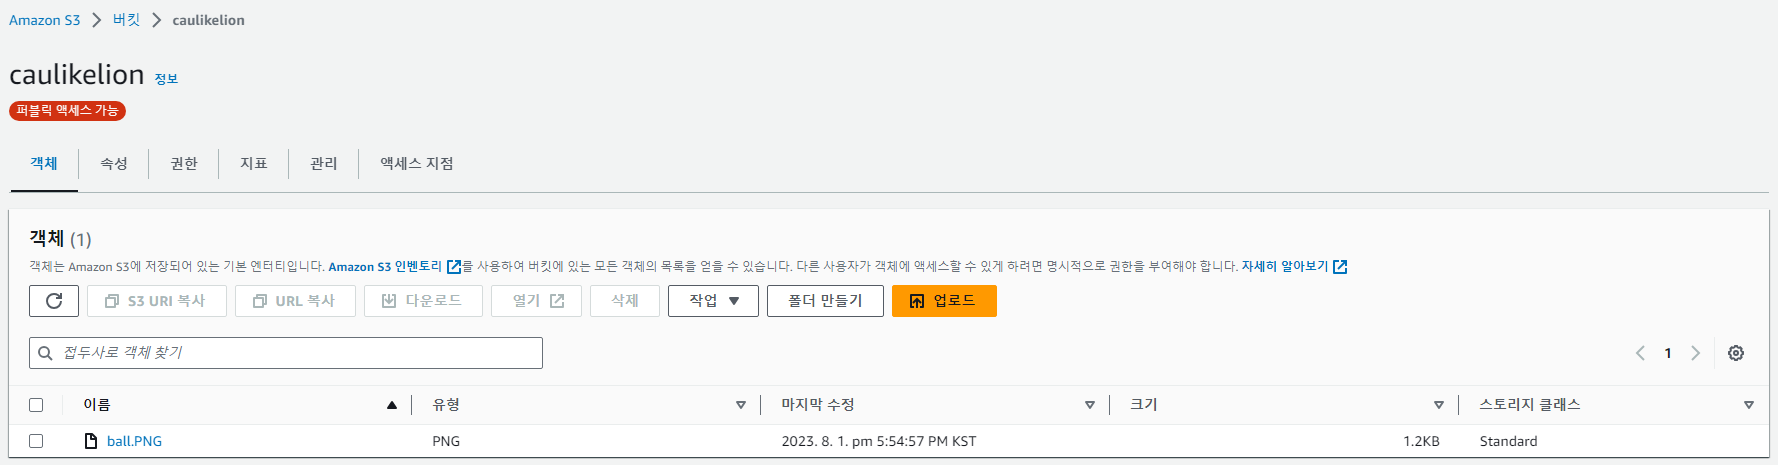 Amazon S3 > 버킷 > caulikelion
caulikelion 정보
퍼블릭 액세스 가능
객체 속성 권한 지표 관리 액세스 지점
객체 (1)
객체는 Amazon S3에 저장되어 있는 기본 엔터티입니다. Amazon S3 인벤토리를 사용하여 버킷에 있는 모든 객체의 목록을 얻을 수 있습니다. 다른 사용자가 객체에 액세스할 수 있게 하려면 명시적으로 권한을 부여해야 합니다. 자세히 알아보기
S3 URI 복사 URL 복사 다운로드 열기 삭제 작업 폴더 만들기 업로드
접두사로 객체 찾기
1
이름 유형 마지막 수정 크기 스토리지 클래스
ball.PNG PNG 2023. 8. 1. pm 5:54:57 PM KST 1.2KB Standard